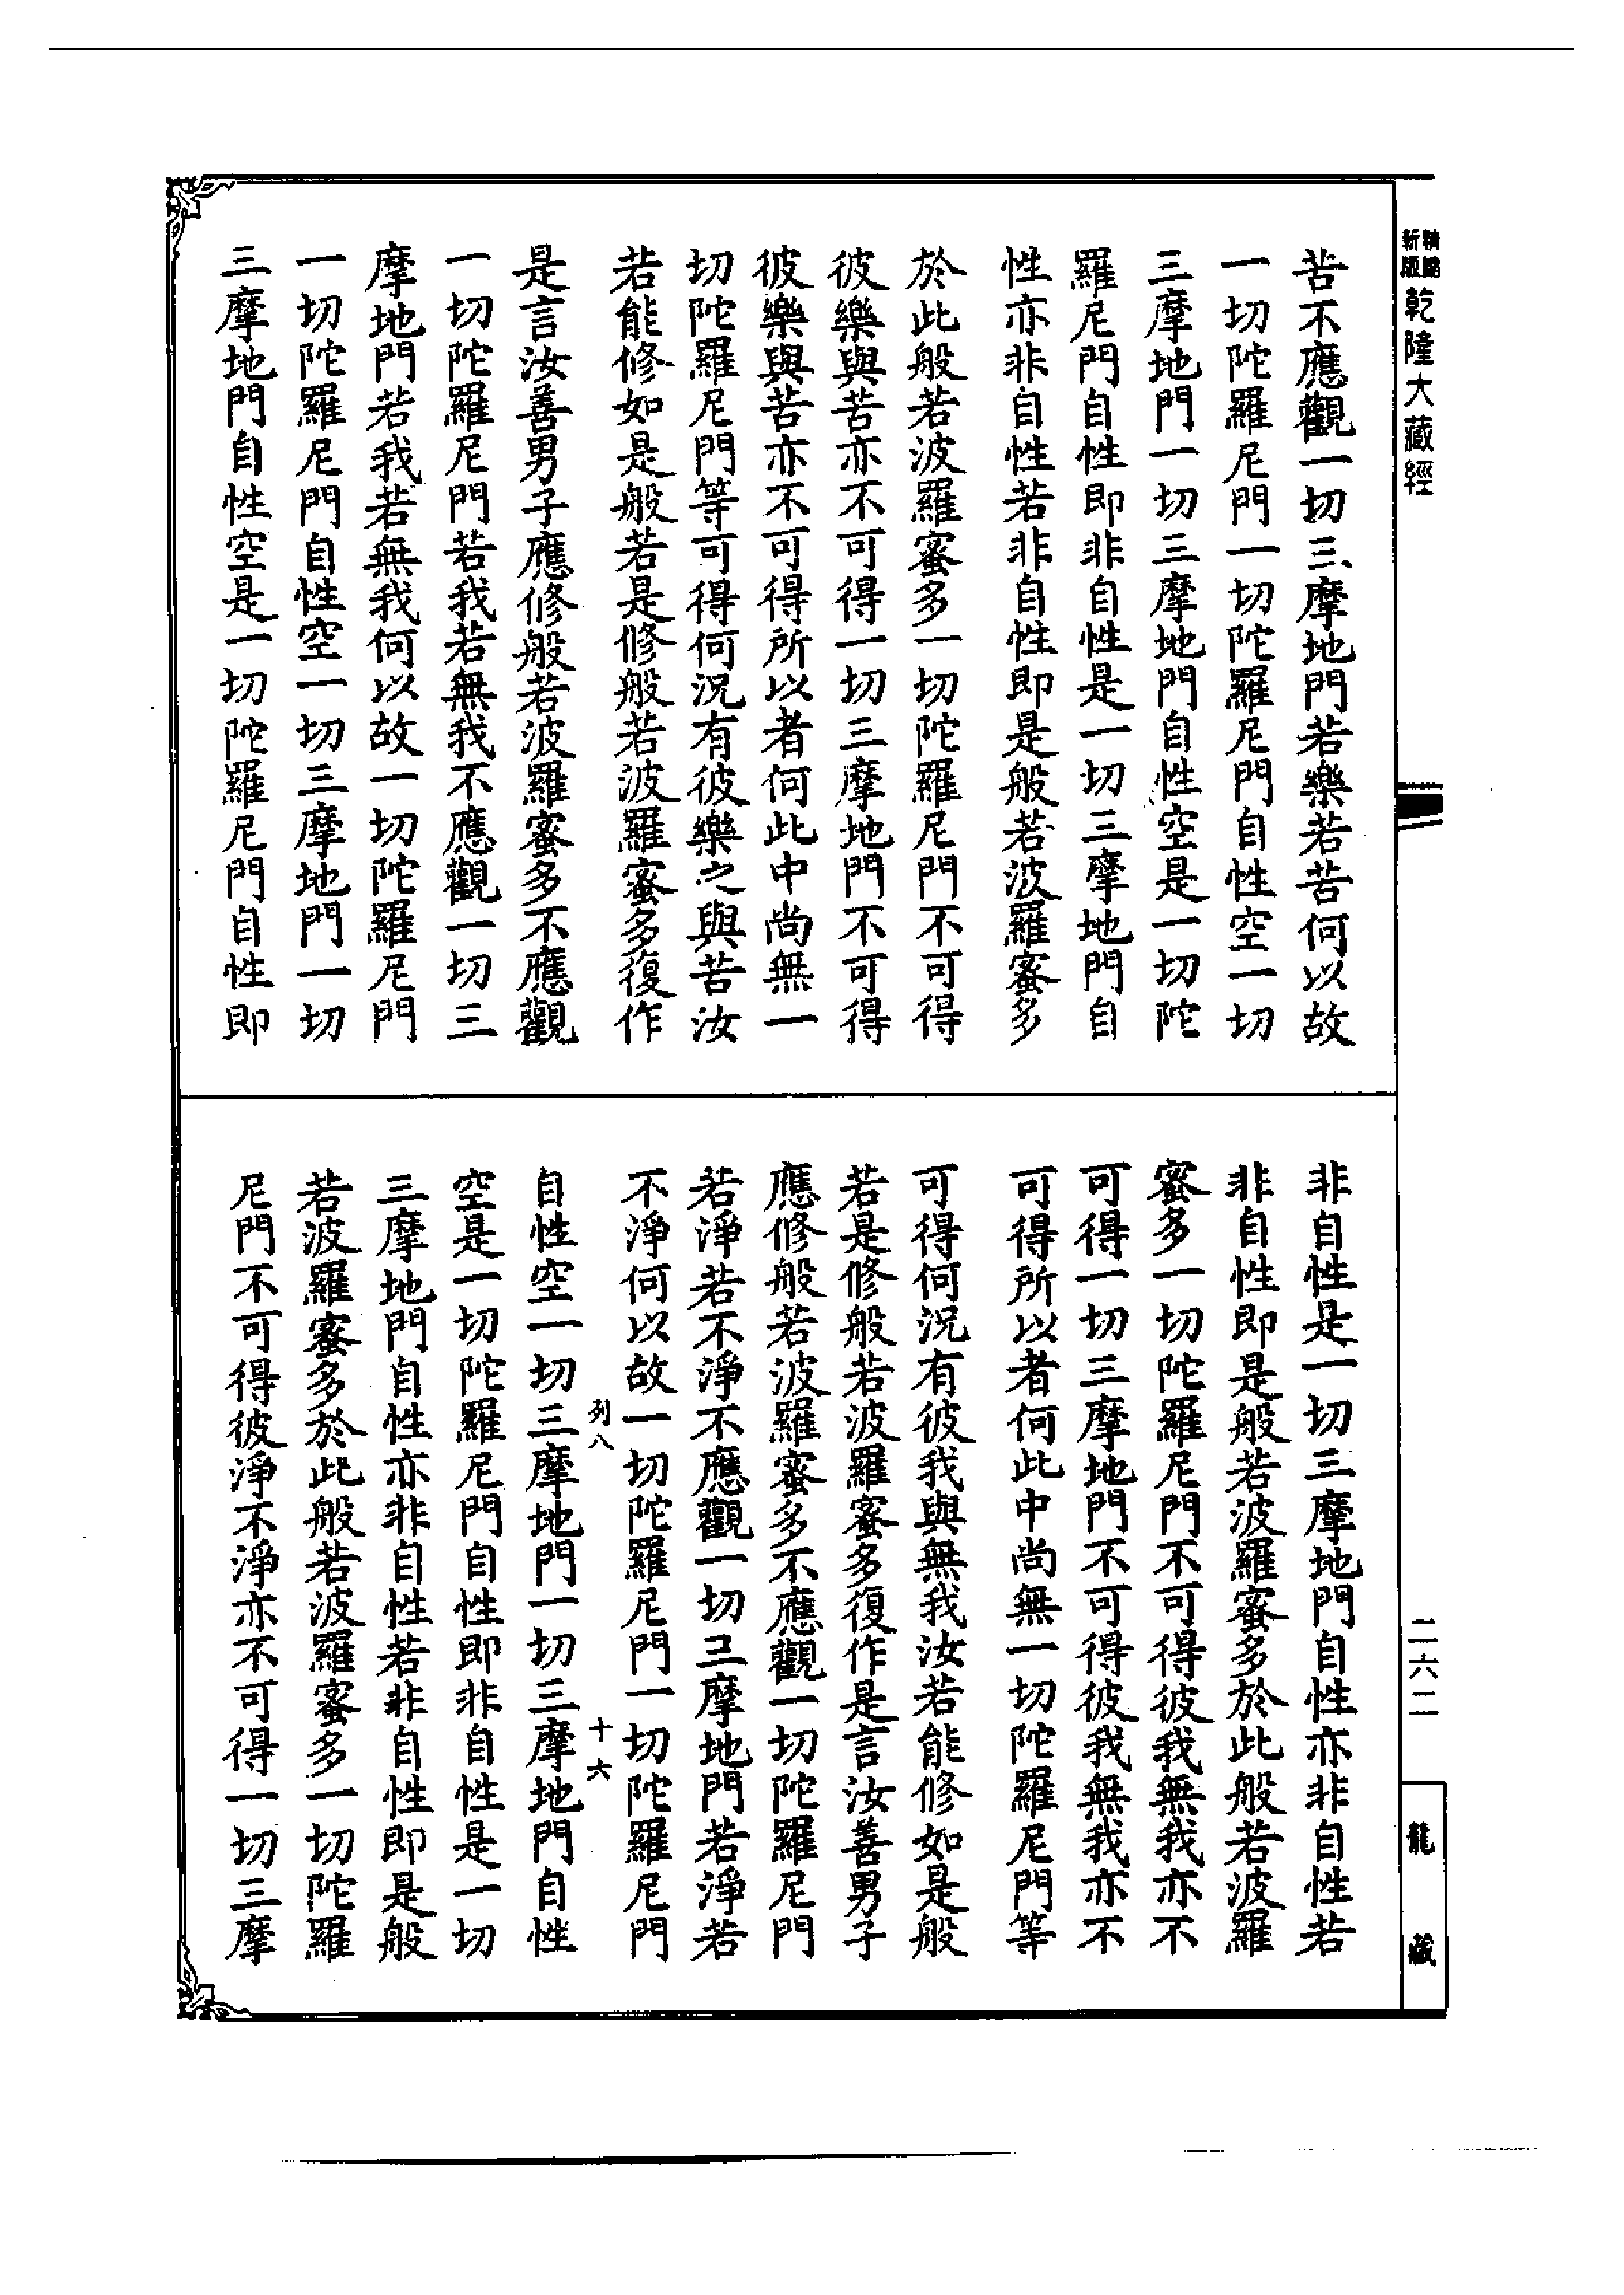 新版
精縮
乾隆大藏經
苦不應觀一切三摩地門若樂若苦何以故
一切陀羅尼門一切陀羅尼門自性空一切
三摩地門一切三摩地門自性空是一切陀
羅尼門自性即非自性是一切三摩地門自
性亦非自性若非自性即是般若波羅蜜多
於此般若波羅蜜多一切陀羅尼門不可得
彼樂與苦亦不可得一切三摩地門不可得
彼樂與苦亦不可得所以者何此中尚無一
切陀羅尼門等可得何況有彼樂之與苦汝
若能修如是般若是修般若波羅蜜多復作
是言汝善男子應修般若波羅蜜多不應觀
一切陀羅尼門若我若無我不應觀一切三
摩地門若我若無我何以故一切陀羅尼門
一切陀羅尼門自性空一切三摩地門一切
三摩地門自性空是一切陀羅尼門自性即
非自性是一切三摩地門自性亦非自性若
非自性即是般若波羅蜜多於此般若波羅
蜜多一切陀羅尼門不可得彼我無我亦不
可得一切三摩地門不可得彼我無我亦不
可得所以者何此中尚無一切陀羅尼門等
可得何況有彼我與無我汝若能修如是般
若是修般若波羅蜜多復作是言汝善男子
應修般若波羅蜜多不應觀一切陀羅尼門
若淨若不淨不應觀一切三摩地門若淨若
不淨何以故一切陀羅尼門一切陀羅尼門
列八 十六
自性空一切三摩地門一切三摩地門自性
空是一切陀羅尼門自性即非自性是一切
三摩地門自性亦非自性若非自性即是般
若波羅蜜多於此般若波羅蜜多一切陀羅
尼門不可得彼淨不淨亦不可得一切三摩
二六二
龍藏